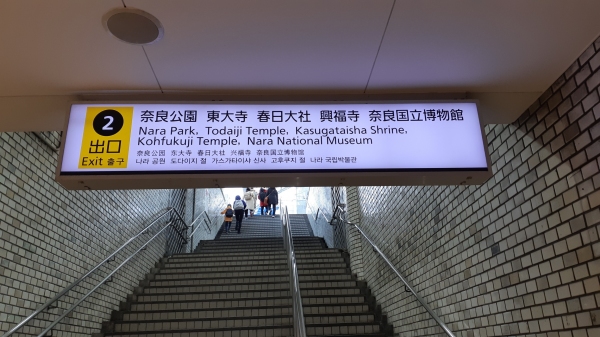 2
出口
Exit 출구
奈良公園 東大寺 春日大社 興福寺 奈良国立博物館
Nara Park, Todaiji Temple, Kasugataisha Shrine,
Kohfukuji Temple, Nara National Museum
奈良公园 东大寺 春日大社 兴福寺 奈良国立博物馆
나라 공원 도다이지 절 가스가타이샤 신사 고후쿠지 절 나라 국립박물관